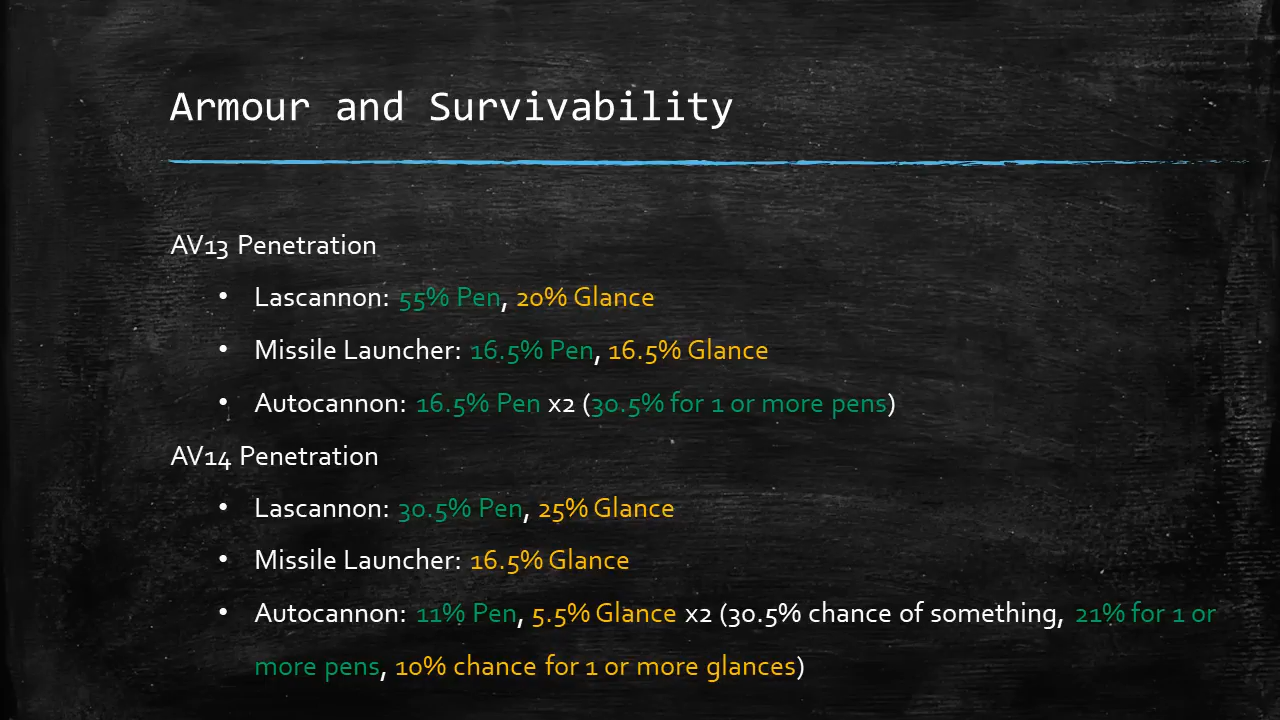 Armour and Survivability
AV13 Penetration
• Lascannon: 55% Pen, 20% Glance
• Missile Launcher: 16.5% Pen, 16.5% Glance
• Autocannon: 16.5% Pen x2 (30.5% for 1 or more pens)
AV14 Penetration
• Lascannon: 30.5% Pen, 25% Glance
• Missile Launcher: 16.5% Glance
• Autocannon: 11% Pen, 5.5% Glance x2 (30.5% chance of something, 21% for 1 or
more pens, 10% chance for 1 or more glances)